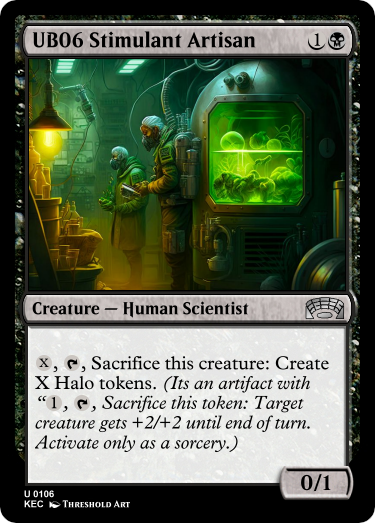 UB06 Stimulant Artisan 1
Creature — Human Scientist
X, , Sacrifice this creature: Create
X Halo tokens. (Its an artifact with
“1, , Sacrifice this token: Target
creature gets +2/+2 until end of turn.
Activate only as a sorcery.)
0/1
U 0106
KEC Threshold Art